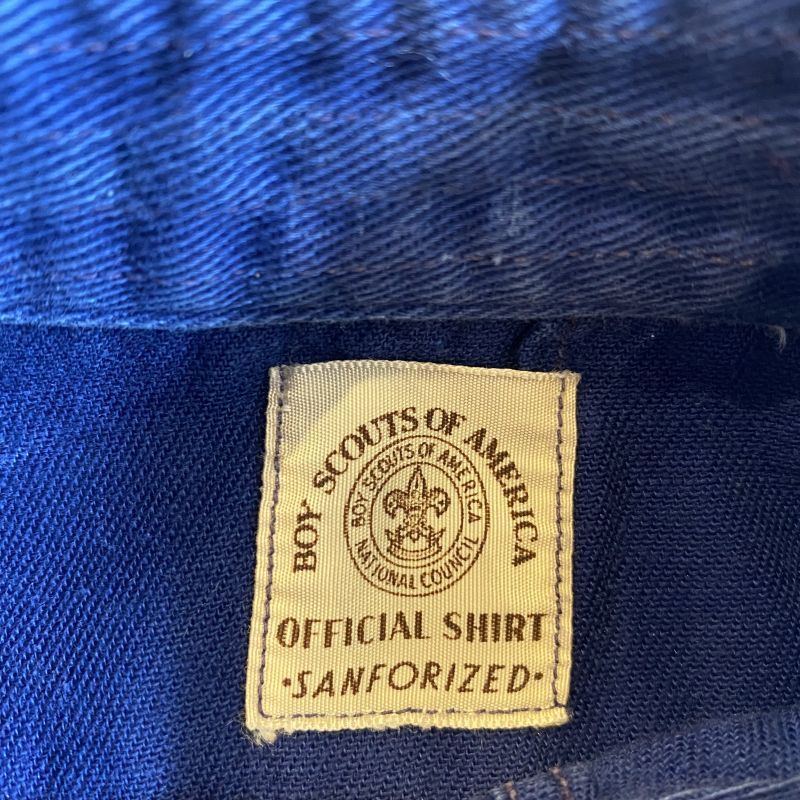 BOY SCOUTS OF AMERICA
BOY SCOUTS OF AMERICA
NATIONAL COUNCIL
OFFICIAL SHIRT
•SANFORIZED•